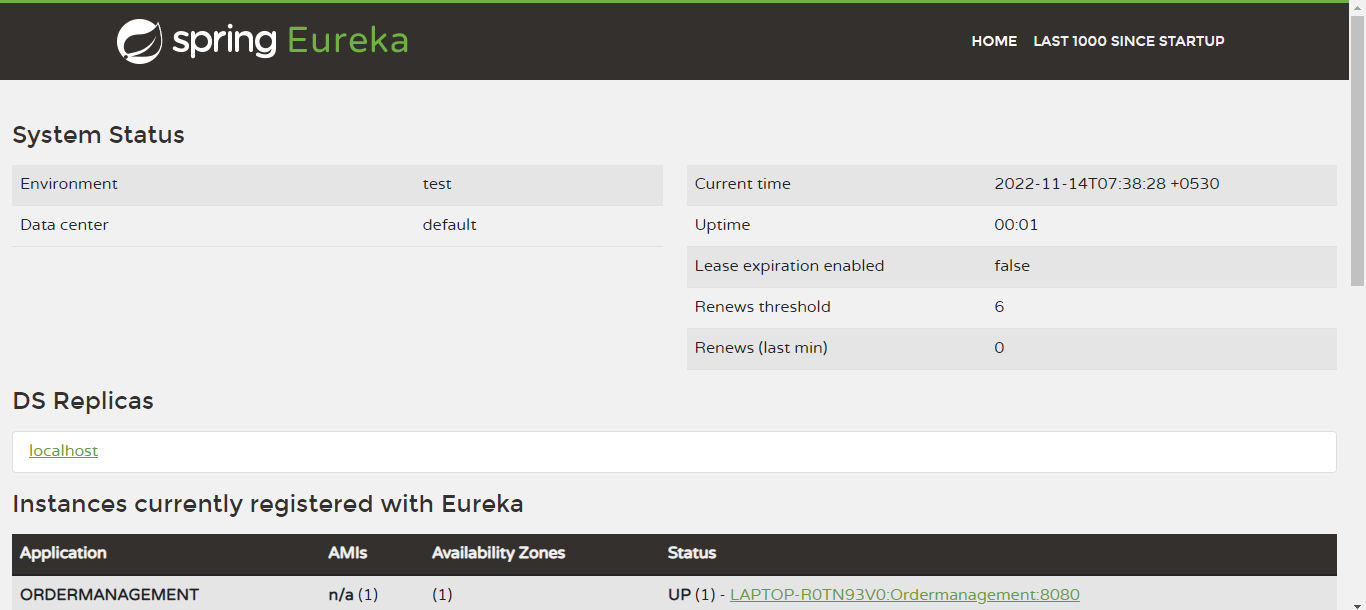 spring Eureka
HOME LAST 1000 SINCE STARTUP
System Status
Environment test
Data center default
Current time 2022-11-14T07:38:28 +0530
Uptime 00:01
Lease expiration enabled false
Renews threshold 6
Renews (last min) 0
DS Replicas
localhost
Instances currently registered with Eureka
Application AMIs Availability Zones Status
ORDERMANAGEMENT n/a (1) (1) UP (1) - LAPTOP-R0TN93V0:Ordermanagement:8080